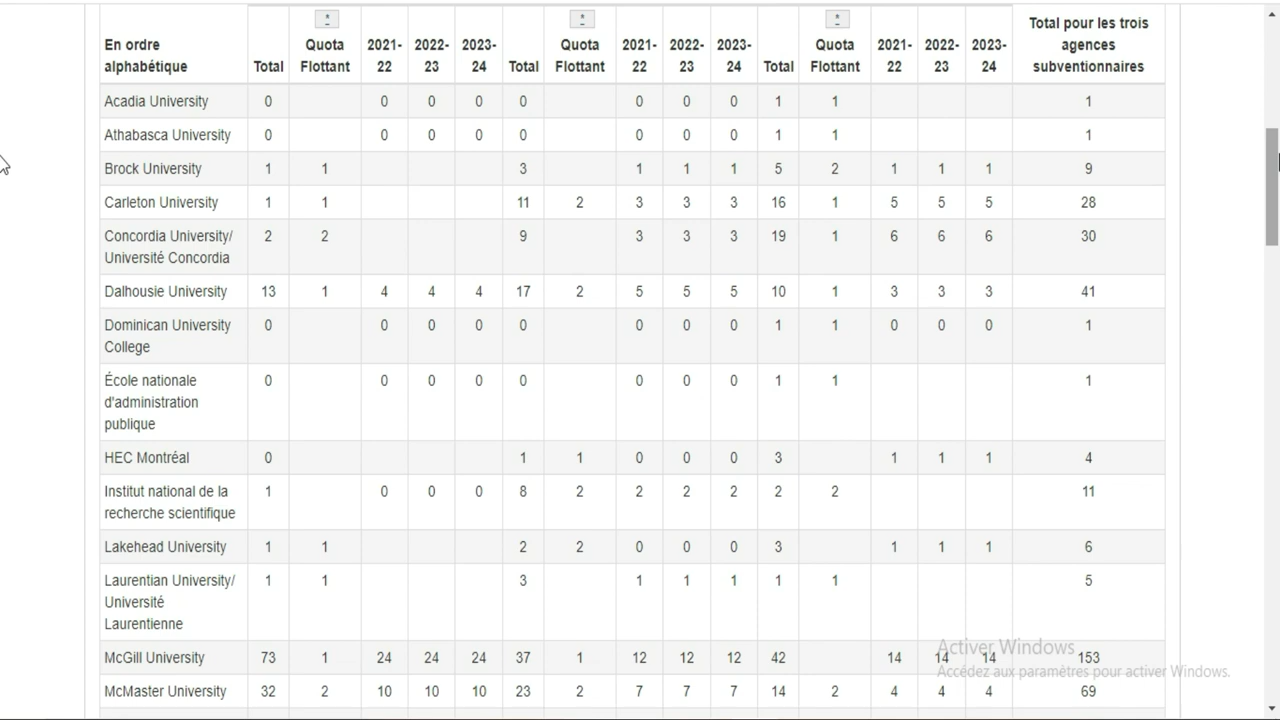 En ordre alphabétique Total * Quota Flottant 2021-22 2022-23 2023-24 Total * Quota Flottant 2021-22 2022-23 2023-24 Total * Quota Flottant 2021-22 2022-23 2023-24 Total pour les trois agences subventionnaires
Acadia University 0 0 0 0 0 0 0 0 1 1 1
Athabasca University 0 0 0 0 0 0 0 0 1 1 1
Brock University 1 1 3 1 1 1 5 2 1 1 1 9
Carleton University 1 1 11 2 3 3 3 16 1 5 5 5 28
Concordia University/ 2 2 9 3 3 3 19 1 6 6 6 30
Université Concordia
Dalhousie University 13 1 4 4 4 17 2 5 5 5 10 1 3 3 3 41
Dominican University 0 0 0 0 0 0 0 0 1 1 0 0 0 1
College
École nationale 0 0 0 0 0 0 0 0 1 1 1
d'administration
publique
HEC Montréal 0 1 1 0 0 0 3 1 1 1 4
Institut national de la 1 0 0 0 8 2 2 2 2 2 2 11
recherche scientifique
Lakehead University 1 1 2 2 0 0 0 3 1 1 1 6
Laurentian University/ 1 1 3 1 1 1 1 1 5
Université
Laurentienne
McGill University 73 1 24 24 24 37 1 12 12 12 42 14 14 14 153
McMaster University 32 2 10 10 10 23 2 7 7 7 14 2 4 4 4 69
Activer Windows
Accédez aux paramètres pour activer Windows.